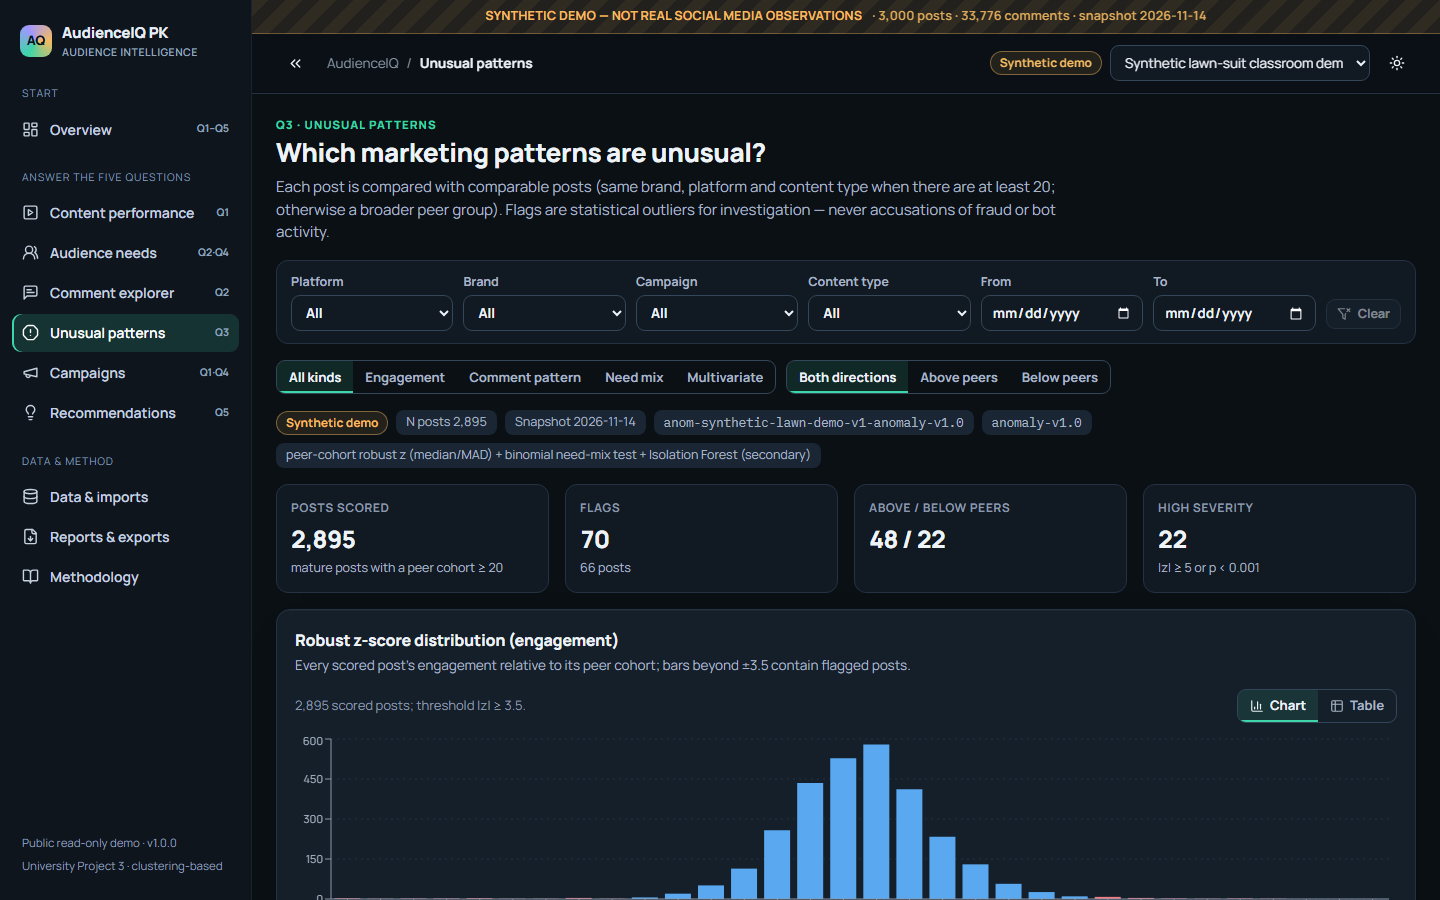 SYNTHETIC DEMO — NOT REAL SOCIAL MEDIA OBSERVATIONS · 3,000 posts · 33,776 comments · snapshot 2026-11-14
AQ
AudienceIQ PK
AUDIENCE INTELLIGENCE
START
Overview Q1–Q5
ANSWER THE FIVE QUESTIONS
Content performance Q1
Audience needs Q2·Q4
Comment explorer Q2
Unusual patterns Q3
Campaigns Q1·Q4
Recommendations Q5
DATA & METHOD
Data & imports
Reports & exports
Methodology
Public read-only demo · v1.0.0
University Project 3 · clustering-based
« AudienceIQ / Unusual patterns
Synthetic demo
Synthetic lawn-suit classroom dem
Q3 · UNUSUAL PATTERNS
Which marketing patterns are unusual?
Each post is compared with comparable posts (same brand, platform and content type when there are at least 20;
otherwise a broader peer group). Flags are statistical outliers for investigation — never accusations of fraud or bot
activity.
Platform Brand Campaign Content type From To
All All All All mm/dd/yyyy mm/dd/yyyy Clear
All kinds Engagement Comment pattern Need mix Multivariate Both directions Above peers Below peers
Synthetic demo N posts 2,895 Snapshot 2026-11-14 anom-synthetic-lawn-demo-v1-anomaly-v1.0 anomaly-v1.0
peer-cohort robust z (median/MAD) + binomial need-mix test + Isolation Forest (secondary)
POSTS SCORED
2,895
mature posts with a peer cohort ≥ 20
FLAGS
70
66 posts
ABOVE / BELOW PEERS
48 / 22
HIGH SEVERITY
22
|z| ≥ 5 or p < 0.001
Robust z-score distribution (engagement)
Every scored post's engagement relative to its peer cohort; bars beyond ±3.5 contain flagged posts.
2,895 scored posts; threshold |z| ≥ 3.5.
Chart Table
600
450
300
150
0